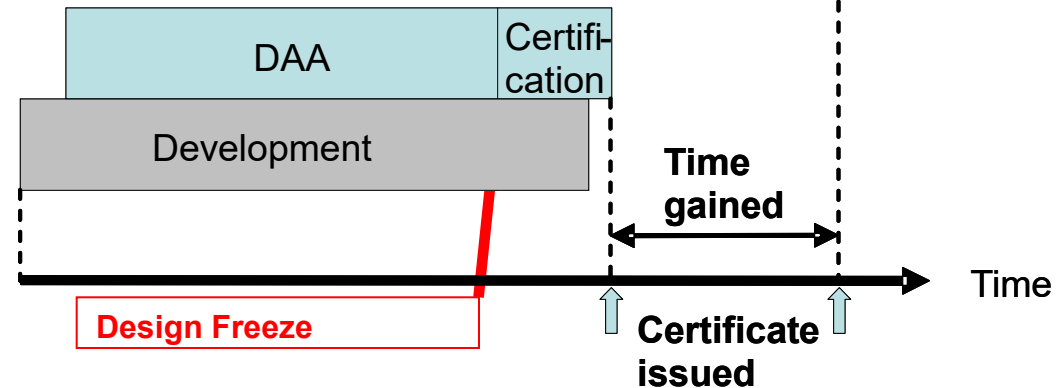 DAA
Certifi-
cation
Development
Time
gained
Time
Design Freeze
Certificate
issued